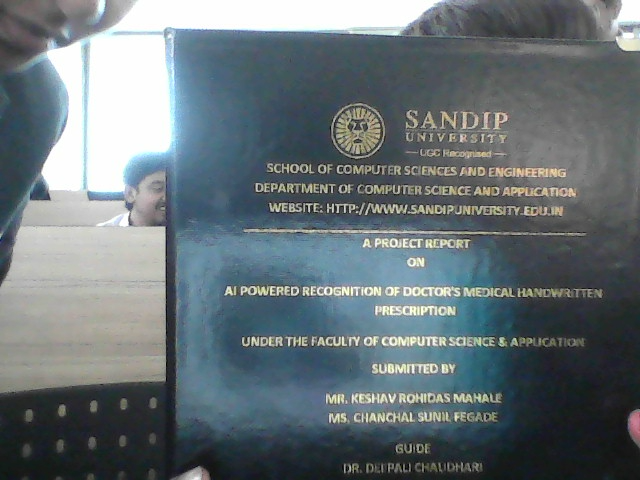 SANDIP
UNIVERSITY
UGC Recognised
SCHOOL OF COMPUTER SCIENCES AND ENGINEERING
DEPARTMENT OF COMPUTER SCIENCE AND APPLICATION
WEBSITE: HTTP://WWW.SANDIPUNIVERSITY.EDU.IN
A PROJECT REPORT
ON
AI POWERED RECOGNITION OF DOCTOR'S MEDICAL HANDWRITTEN
PRESCRIPTION
UNDER THE FACULTY OF COMPUTER SCIENCE & APPLICATION
SUBMITTED BY
MR. KESHAV ROHIDAS MAHALE
MS. CHANCHAL SUNIL FEGADE
GUIDE
DR. DEEPALI CHAUDHARI